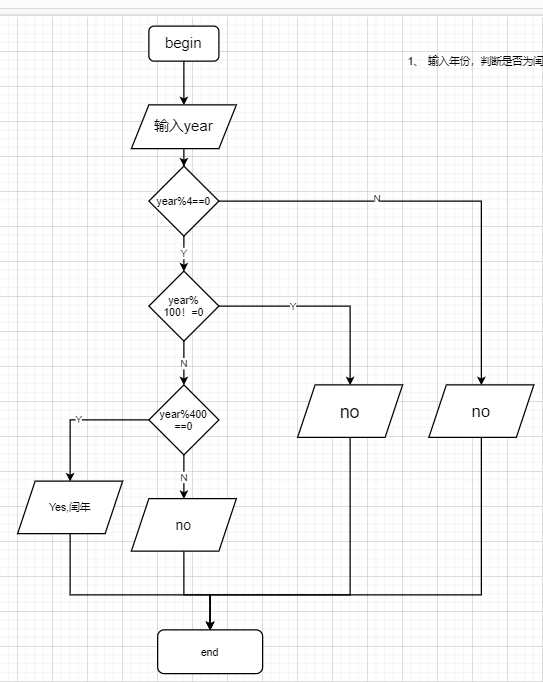 begin
1、 输入年份，判断是否为闰
输入year
year%4==0
N
Y
year%
100！=0
Y
N
year%400
==0
Y
no
no
N
Yes,闰年
no
end